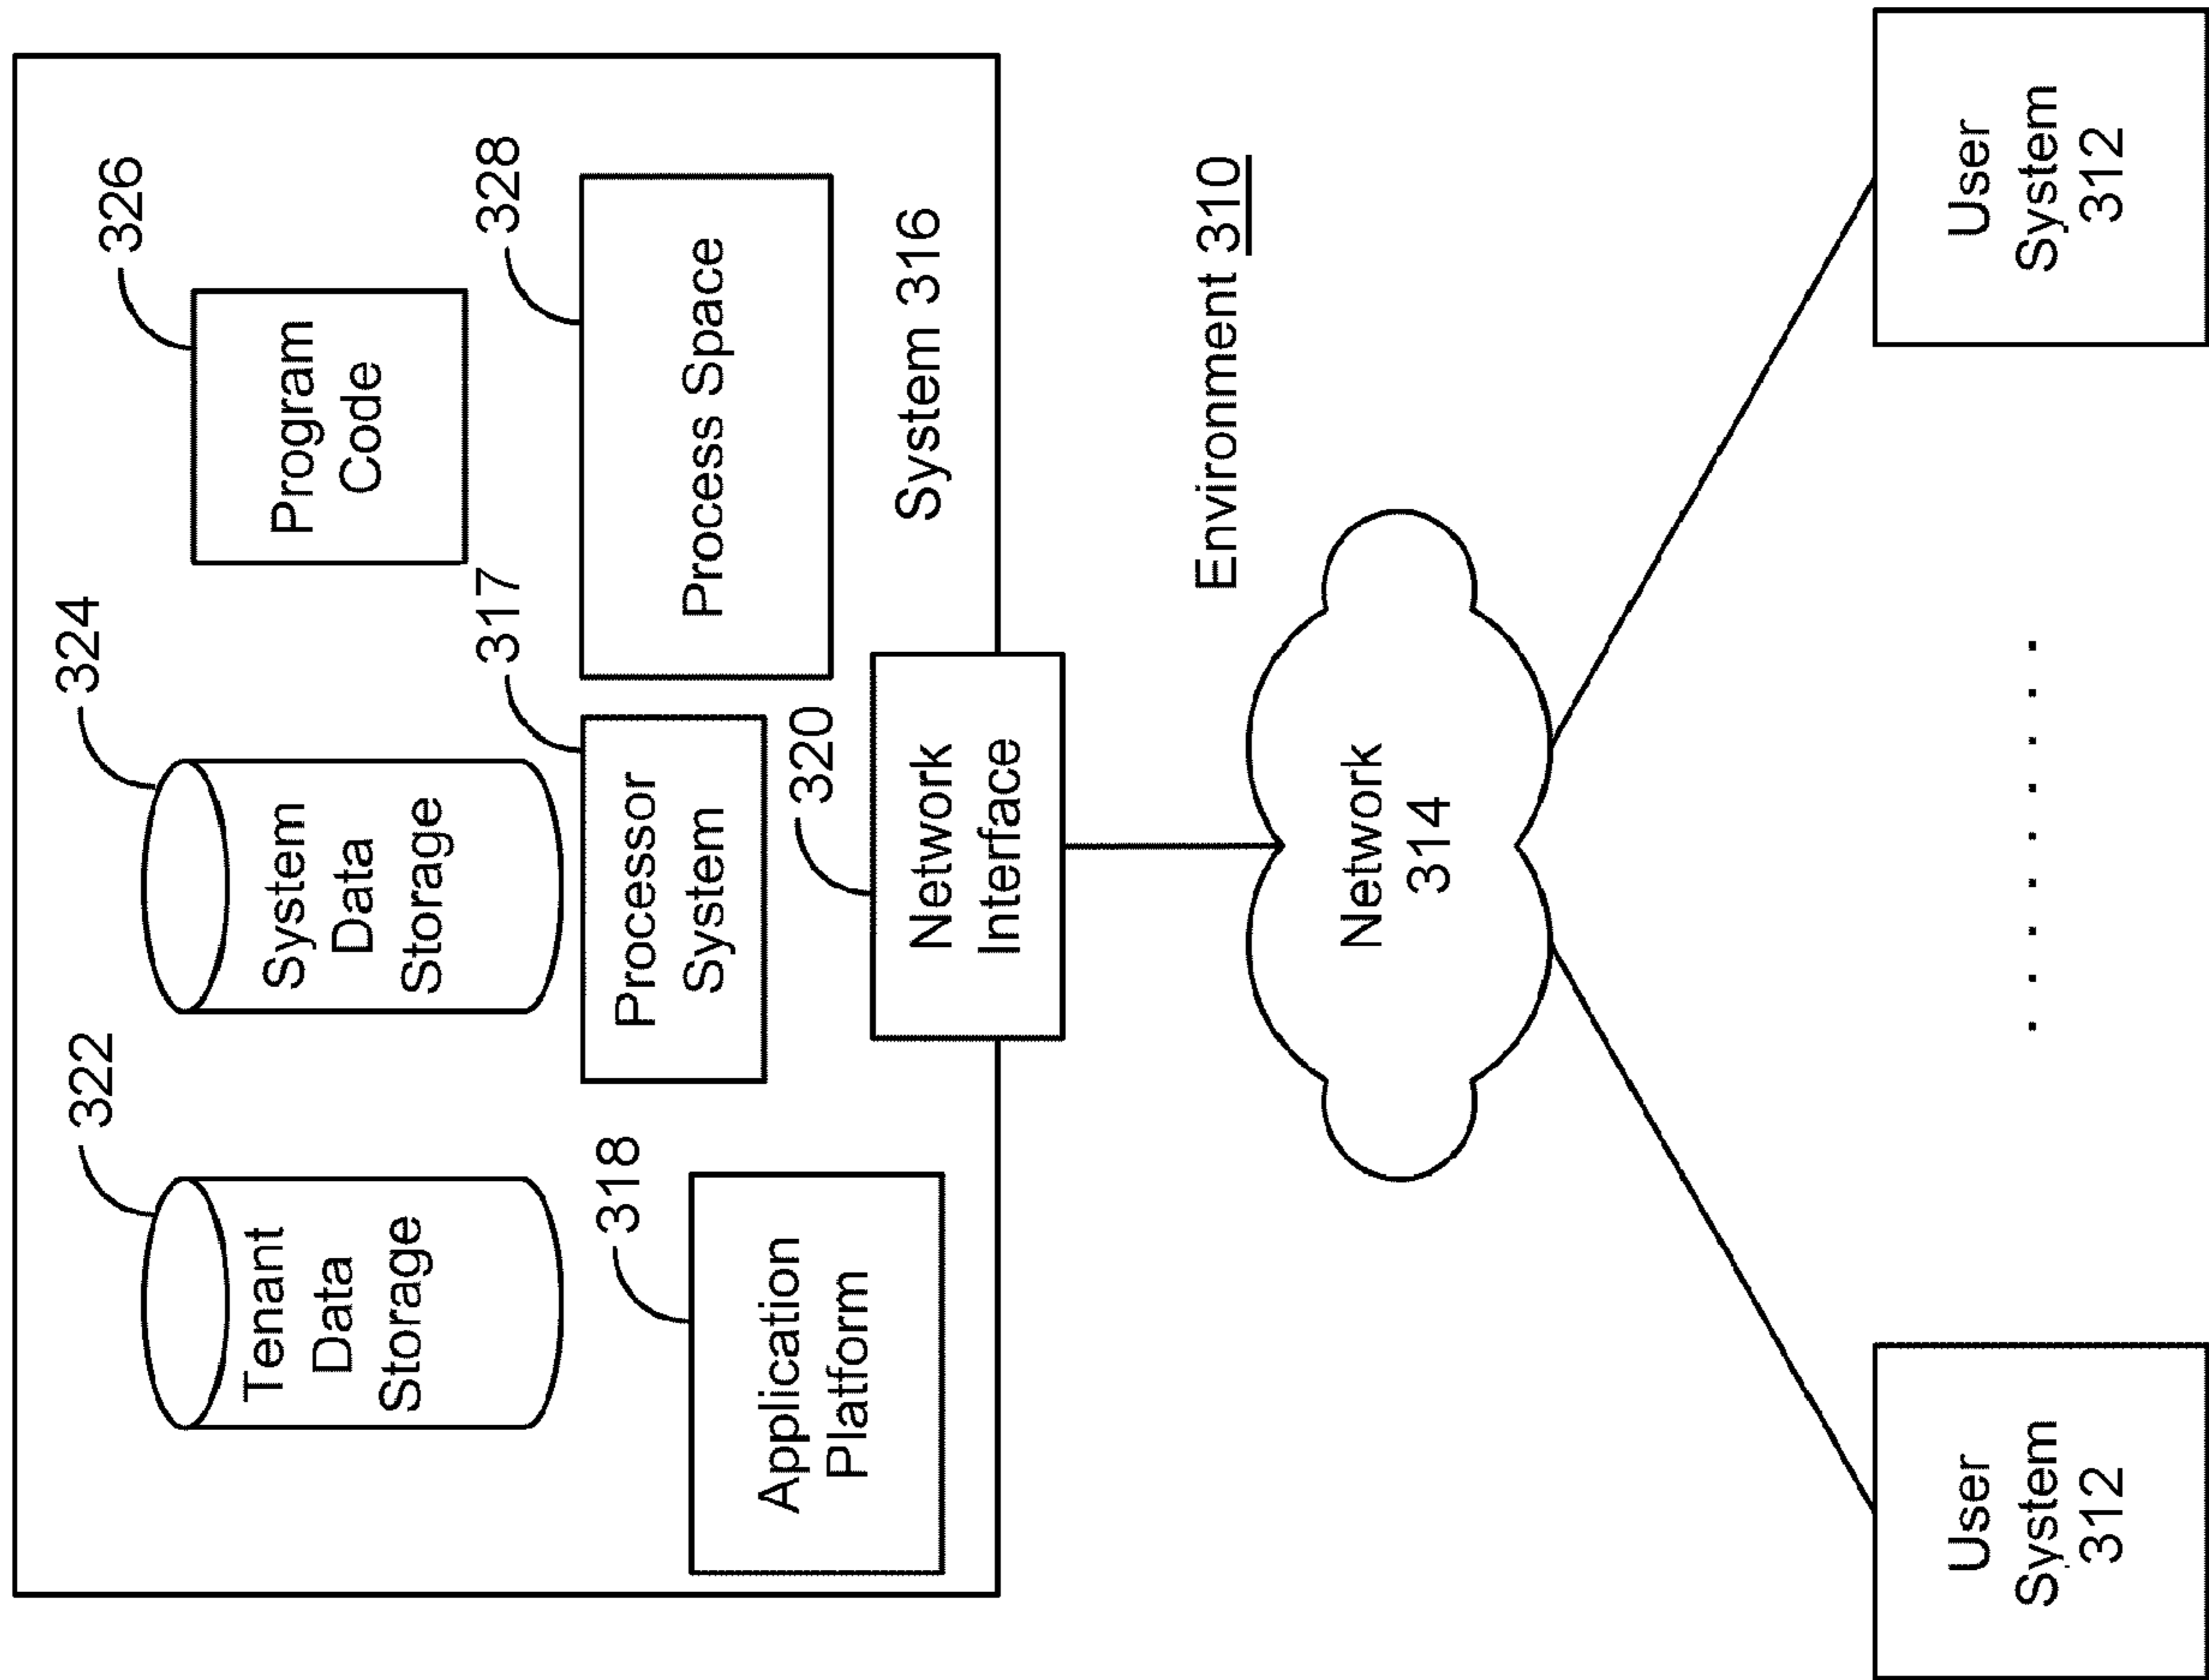 322
324
326
Tenant
Data
Storage
System
Data
Storage
Program
Code
318
317
328
Application
Platform
Processor
System
Process Space
320
Network
Interface
System 316
Environment 310
Network
314
User
System
312
. . . . . . . . .
User
System
312